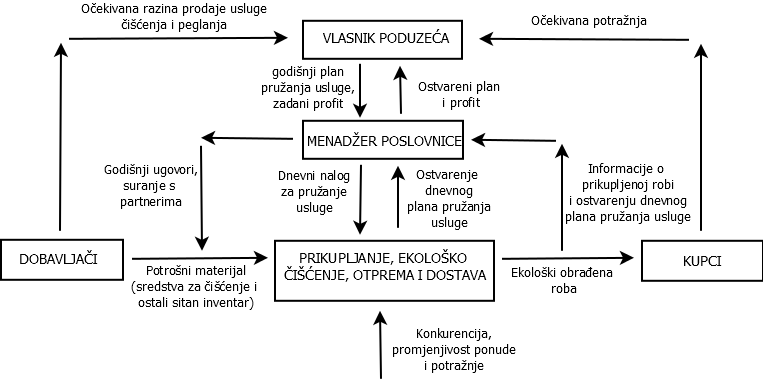 Očekivana razina prodaje usluge
čišćenja i peglanja
VLASNIK PODUZEĆA
Očekivana potražnja
godišnji plan
pružanja usluge,
zadani profit
Ostvareni plan
i profit
MENADŽER POSLOVNICE
Godišnji ugovori,
suranje s
partnerima
Dnevni nalog
za pružanje
usluge
Ostvarenje
dnevnog
plana pružanja
usluge
Informacije o
prikupljenoj robi
i ostvarenju dnevnog
plana pružanja usluge
DOBAVLJAČI
PRIKUPLJANJE, EKOLOŠKO
ČIŠĆENJE, OTPREMA I DOSTAVA
KUPCI
Potrošni materijal
(sredstva za čišćenje i
ostali sitan inventar)
Ekološki obrađena
roba
Konkurencija,
promjenjivost ponude
i potražnje